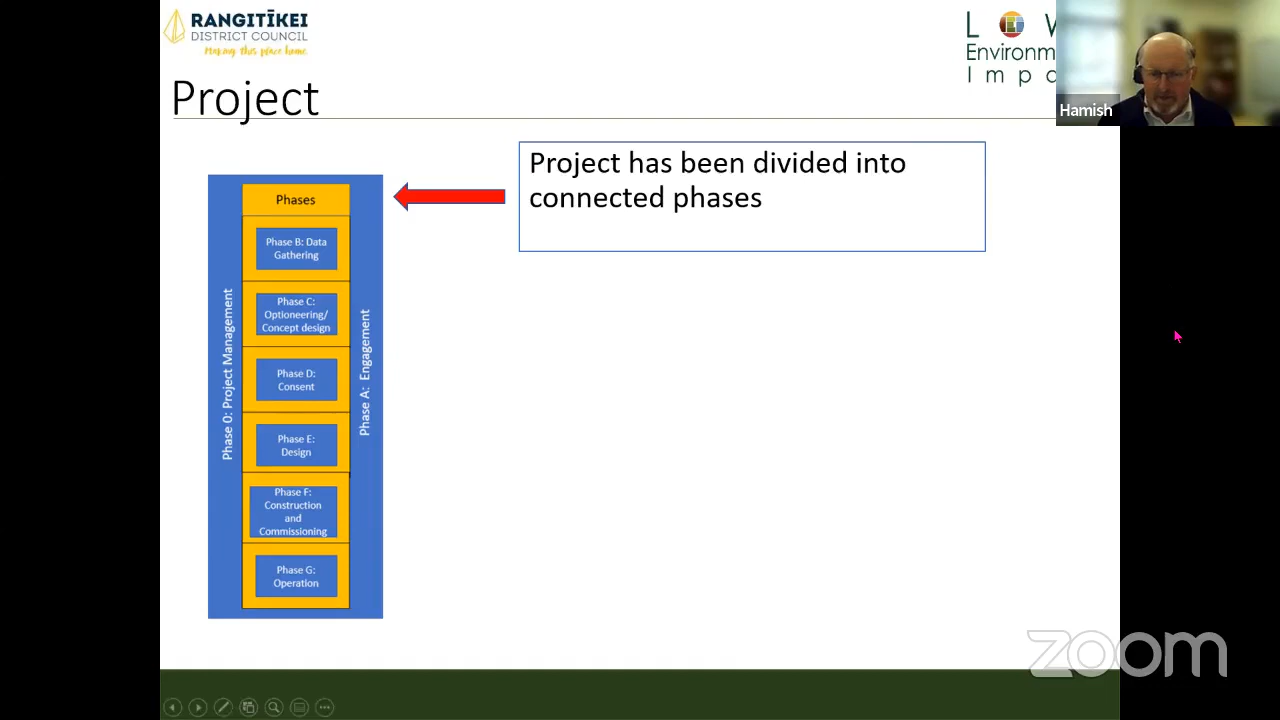 RANGITĪKEI
DISTRICT COUNCIL
Making this place home
L W
Environm
Imp
Hamish
Project
Project has been divided into
connected phases
Phases
Phase B: Data
Gathering
Phase C:
Optioneering/
Concept design
Phase D:
Consent
Phase E:
Design
Phase F:
Construction
and
Commissioning
Phase G:
Operation
Phase 0: Project Management
Phase A: Engagement
zoom